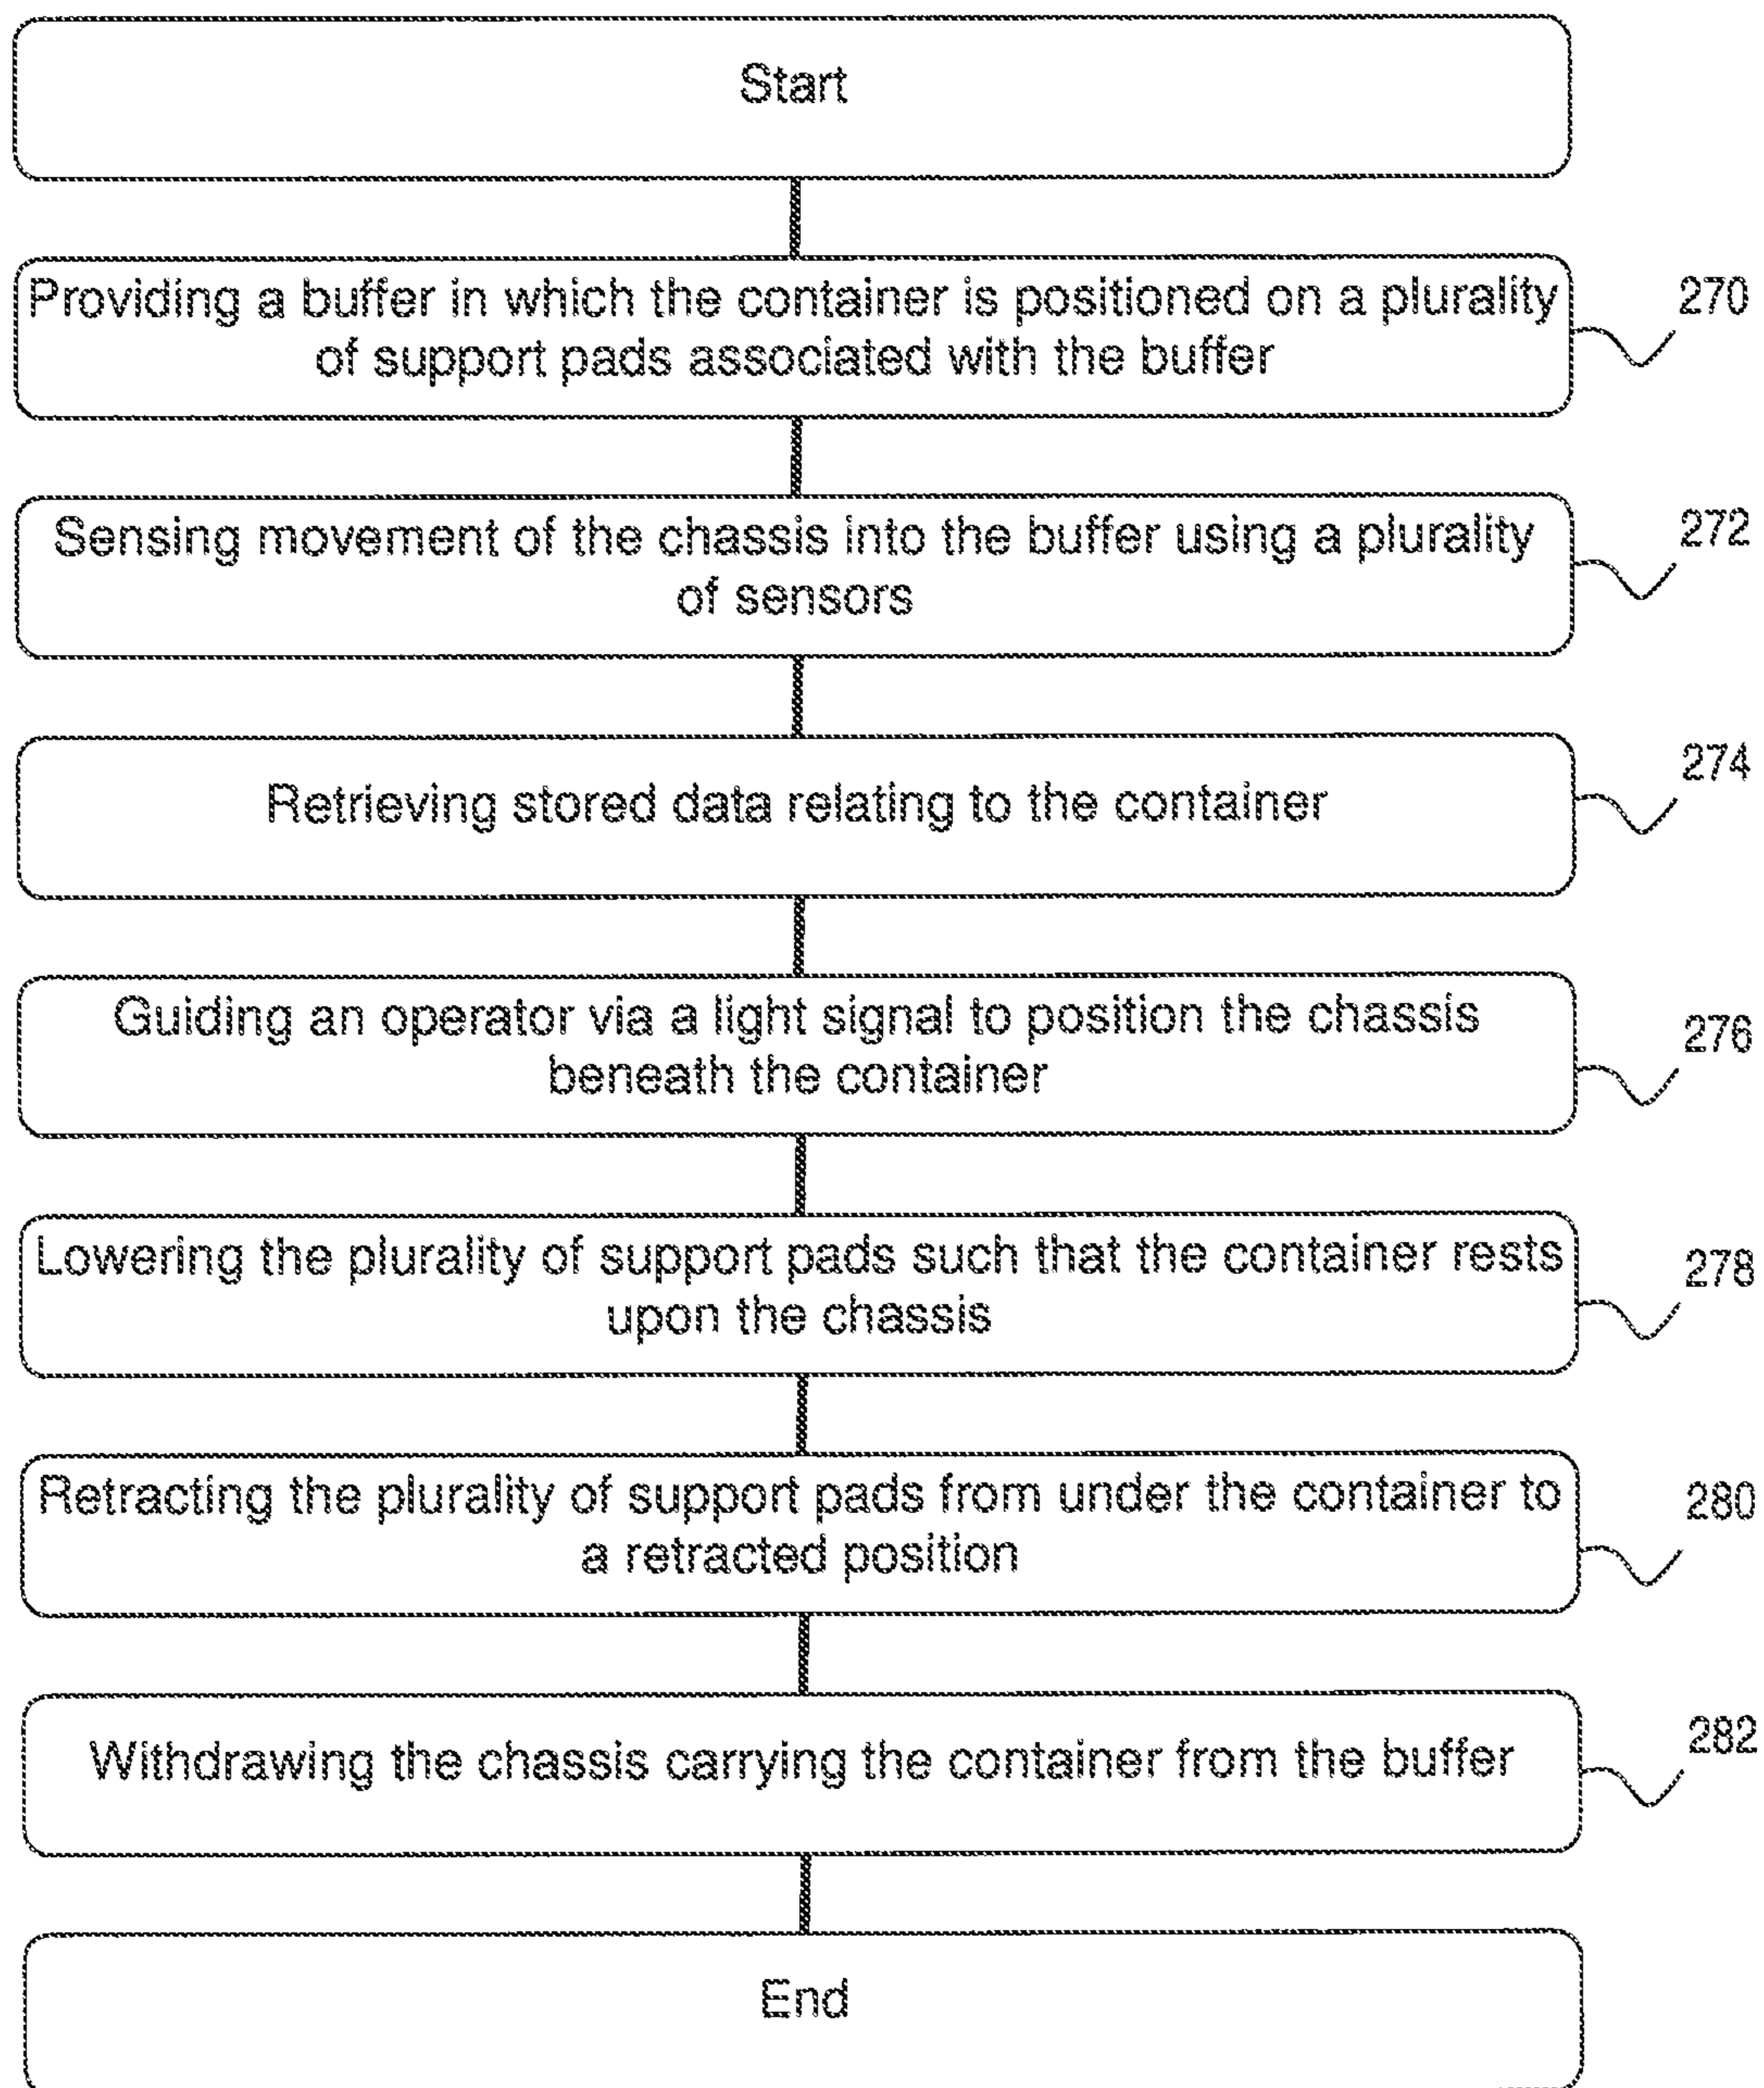 Start
Providing a buffer in which the container is positioned on a plurality
of support pads associated with the buffer
270
Sensing movement of the chassis into the buffer using a plurality
of sensors
272
Retrieving stored data relating to the container
274
Guiding an operator via a light signal to position the chassis
beneath the container
276
Lowering the plurality of support pads such that the container rests
upon the chassis
278
Retracting the plurality of support pads from under the container to
a retracted position
280
Withdrawing the chassis carrying the container from the buffer
282
End